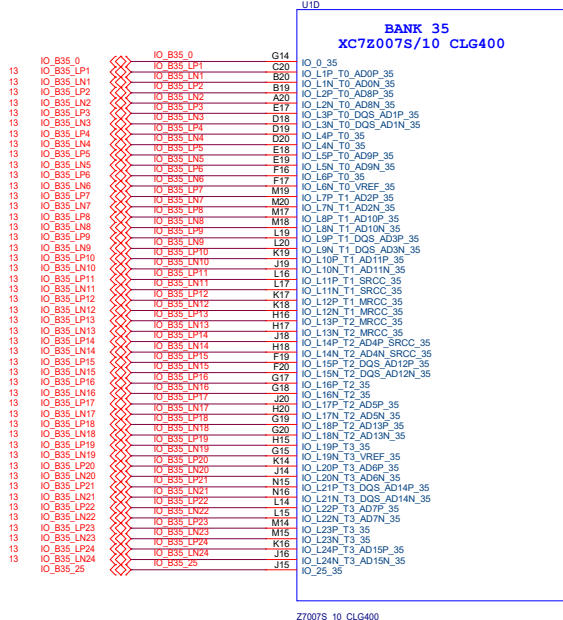 U1D
BANK 35
XC7Z007S/10 CLG400
IO_B35_0 IO_B35_0 G14 IO_0_35
13 IO_B35_LP1 IO_B35_LP1 C20 IO_L1P_T0_AD0P_35
13 IO_B35_LN1 IO_B35_LN1 B20 IO_L1N_T0_AD0N_35
13 IO_B35_LP2 IO_B35_LP2 B19 IO_L2P_T0_AD8P_35
13 IO_B35_LN2 IO_B35_LN2 A20 IO_L2N_T0_AD8N_35
13 IO_B35_LP3 IO_B35_LP3 E17 IO_L3P_T0_DQS_AD1P_35
13 IO_B35_LN3 IO_B35_LN3 D18 IO_L3N_T0_DQS_AD1N_35
13 IO_B35_LP4 IO_B35_LP4 D19 IO_L4P_T0_35
13 IO_B35_LN4 IO_B35_LN4 D20 IO_L4N_T0_35
13 IO_B35_LP5 IO_B35_LP5 E18 IO_L5P_T0_AD9P_35
13 IO_B35_LN5 IO_B35_LN5 E19 IO_L5N_T0_AD9N_35
13 IO_B35_LP6 IO_B35_LP6 F16 IO_L6P_T0_35
13 IO_B35_LN6 IO_B35_LN6 F17 IO_L6N_T0_VREF_35
13 IO_B35_LP7 IO_B35_LP7 M19 IO_L7P_T1_AD2P_35
13 IO_B35_LN7 IO_B35_LN7 M20 IO_L7N_T1_AD2N_35
13 IO_B35_LP8 IO_B35_LP8 M17 IO_L8P_T1_AD10P_35
13 IO_B35_LN8 IO_B35_LN8 M18 IO_L8N_T1_AD10N_35
13 IO_B35_LP9 IO_B35_LP9 L19 IO_L9P_T1_DQS_AD3P_35
13 IO_B35_LN9 IO_B35_LN9 L20 IO_L9N_T1_DQS_AD3N_35
13 IO_B35_LP10 IO_B35_LP10 K19 IO_L10P_T1_AD11P_35
13 IO_B35_LN10 IO_B35_LN10 J19 IO_L10N_T1_AD11N_35
13 IO_B35_LP11 IO_B35_LP11 L16 IO_L11P_T1_SRCC_35
13 IO_B35_LN11 IO_B35_LN11 L17 IO_L11N_T1_SRCC_35
13 IO_B35_LP12 IO_B35_LP12 K17 IO_L12P_T1_MRCC_35
13 IO_B35_LN12 IO_B35_LN12 K18 IO_L12N_T1_MRCC_35
13 IO_B35_LP13 IO_B35_LP13 H16 IO_L13P_T2_MRCC_35
13 IO_B35_LN13 IO_B35_LN13 H17 IO_L13N_T2_MRCC_35
13 IO_B35_LP14 IO_B35_LP14 J18 IO_L14P_T2_AD4P_SRCC_35
13 IO_B35_LN14 IO_B35_LN14 H18 IO_L14N_T2_AD4N_SRCC_35
13 IO_B35_LP15 IO_B35_LP15 F19 IO_L15P_T2_DQS_AD12P_35
13 IO_B35_LN15 IO_B35_LN15 F20 IO_L15N_T2_DQS_AD12N_35
13 IO_B35_LP16 IO_B35_LP16 G17 IO_L16P_T2_35
13 IO_B35_LN16 IO_B35_LN16 G18 IO_L16N_T2_35
13 IO_B35_LP17 IO_B35_LP17 J20 IO_L17P_T2_AD5P_35
13 IO_B35_LN17 IO_B35_LN17 H20 IO_L17N_T2_AD5N_35
13 IO_B35_LP18 IO_B35_LP18 G19 IO_L18P_T2_AD13P_35
13 IO_B35_LN18 IO_B35_LN18 G20 IO_L18N_T2_AD13N_35
13 IO_B35_LP19 IO_B35_LP19 H15 IO_L19P_T3_35
13 IO_B35_LN19 IO_B35_LN19 G15 IO_L19N_T3_VREF_35
13 IO_B35_LP20 IO_B35_LP20 K14 IO_L20P_T3_AD6P_35
13 IO_B35_LN20 IO_B35_LN20 J14 IO_L20N_T3_AD6N_35
13 IO_B35_LP21 IO_B35_LP21 N15 IO_L21P_T3_DQS_AD14P_35
13 IO_B35_LN21 IO_B35_LN21 N16 IO_L21N_T3_DQS_AD14N_35
13 IO_B35_LP22 IO_B35_LP22 L14 IO_L22P_T3_AD7P_35
13 IO_B35_LN22 IO_B35_LN22 L15 IO_L22N_T3_AD7N_35
13 IO_B35_LP23 IO_B35_LP23 M14 IO_L23P_T3_35
13 IO_B35_LN23 IO_B35_LN23 M15 IO_L23N_T3_35
13 IO_B35_LP24 IO_B35_LP24 K16 IO_L24P_T3_AD15P_35
13 IO_B35_LN24 IO_B35_LN24 J16 IO_L24N_T3_AD15N_35
IO_B35_25 IO_B35_25 J15 IO_25_35
Z7007S_10_CLG400